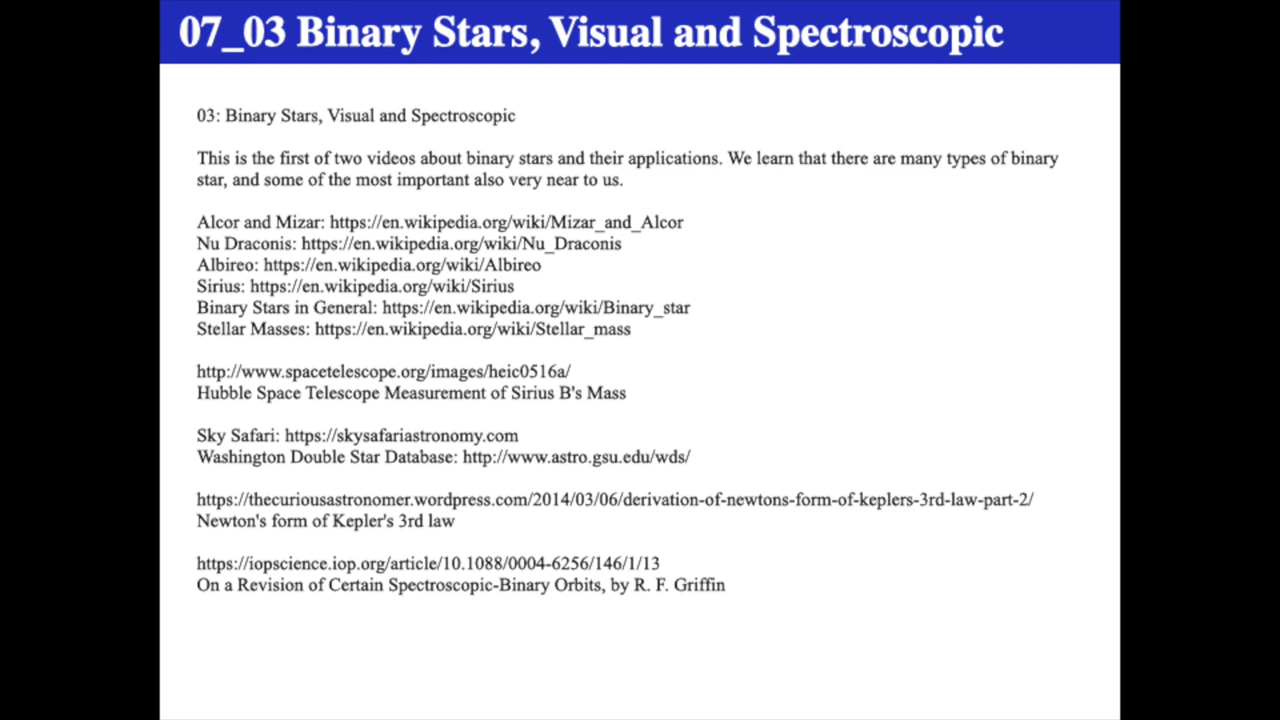 07_03 Binary Stars, Visual and Spectroscopic
03: Binary Stars, Visual and Spectroscopic
This is the first of two videos about binary stars and their applications. We learn that there are many types of binary
star, and some of the most important also very near to us.
Alcor and Mizar: https://en.wikipedia.org/wiki/Mizar_and_Alcor
Nu Draconis: https://en.wikipedia.org/wiki/Nu_Draconis
Albireo: https://en.wikipedia.org/wiki/Albireo
Sirius: https://en.wikipedia.org/wiki/Sirius
Binary Stars in General: https://en.wikipedia.org/wiki/Binary_star
Stellar Masses: https://en.wikipedia.org/wiki/Stellar_mass
http://www.spacetelescope.org/images/heic0516a/
Hubble Space Telescope Measurement of Sirius B's Mass
Sky Safari: https://skysafariastronomy.com
Washington Double Star Database: http://www.astro.gsu.edu/wds/
https://thecuriousastronomer.wordpress.com/2014/03/06/derivation-of-newtons-form-of-keplers-3rd-law-part-2/
Newton's form of Kepler's 3rd law
https://iopscience.iop.org/article/10.1088/0004-6256/146/1/13
On a Revision of Certain Spectroscopic-Binary Orbits, by R. F. Griffin